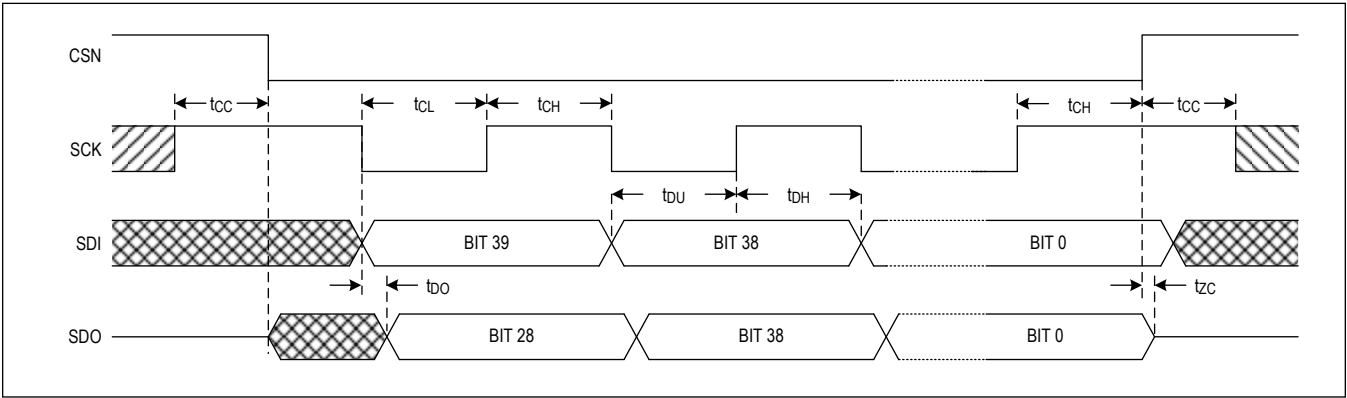 CSN
tCC
tCL
tCH
tCH
tCC
SCK
tDU
tDH
SDI
BIT 39
BIT 38
BIT 0
tDO
tZC
SDO
BIT 28
BIT 38
BIT 0